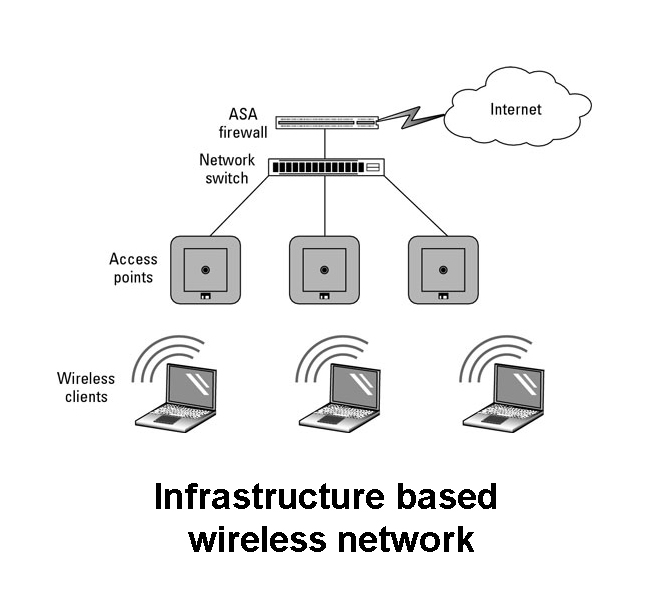 Internet
ASA
firewall
Network
switch
Access
points
Wireless
clients
Infrastructure based
wireless network